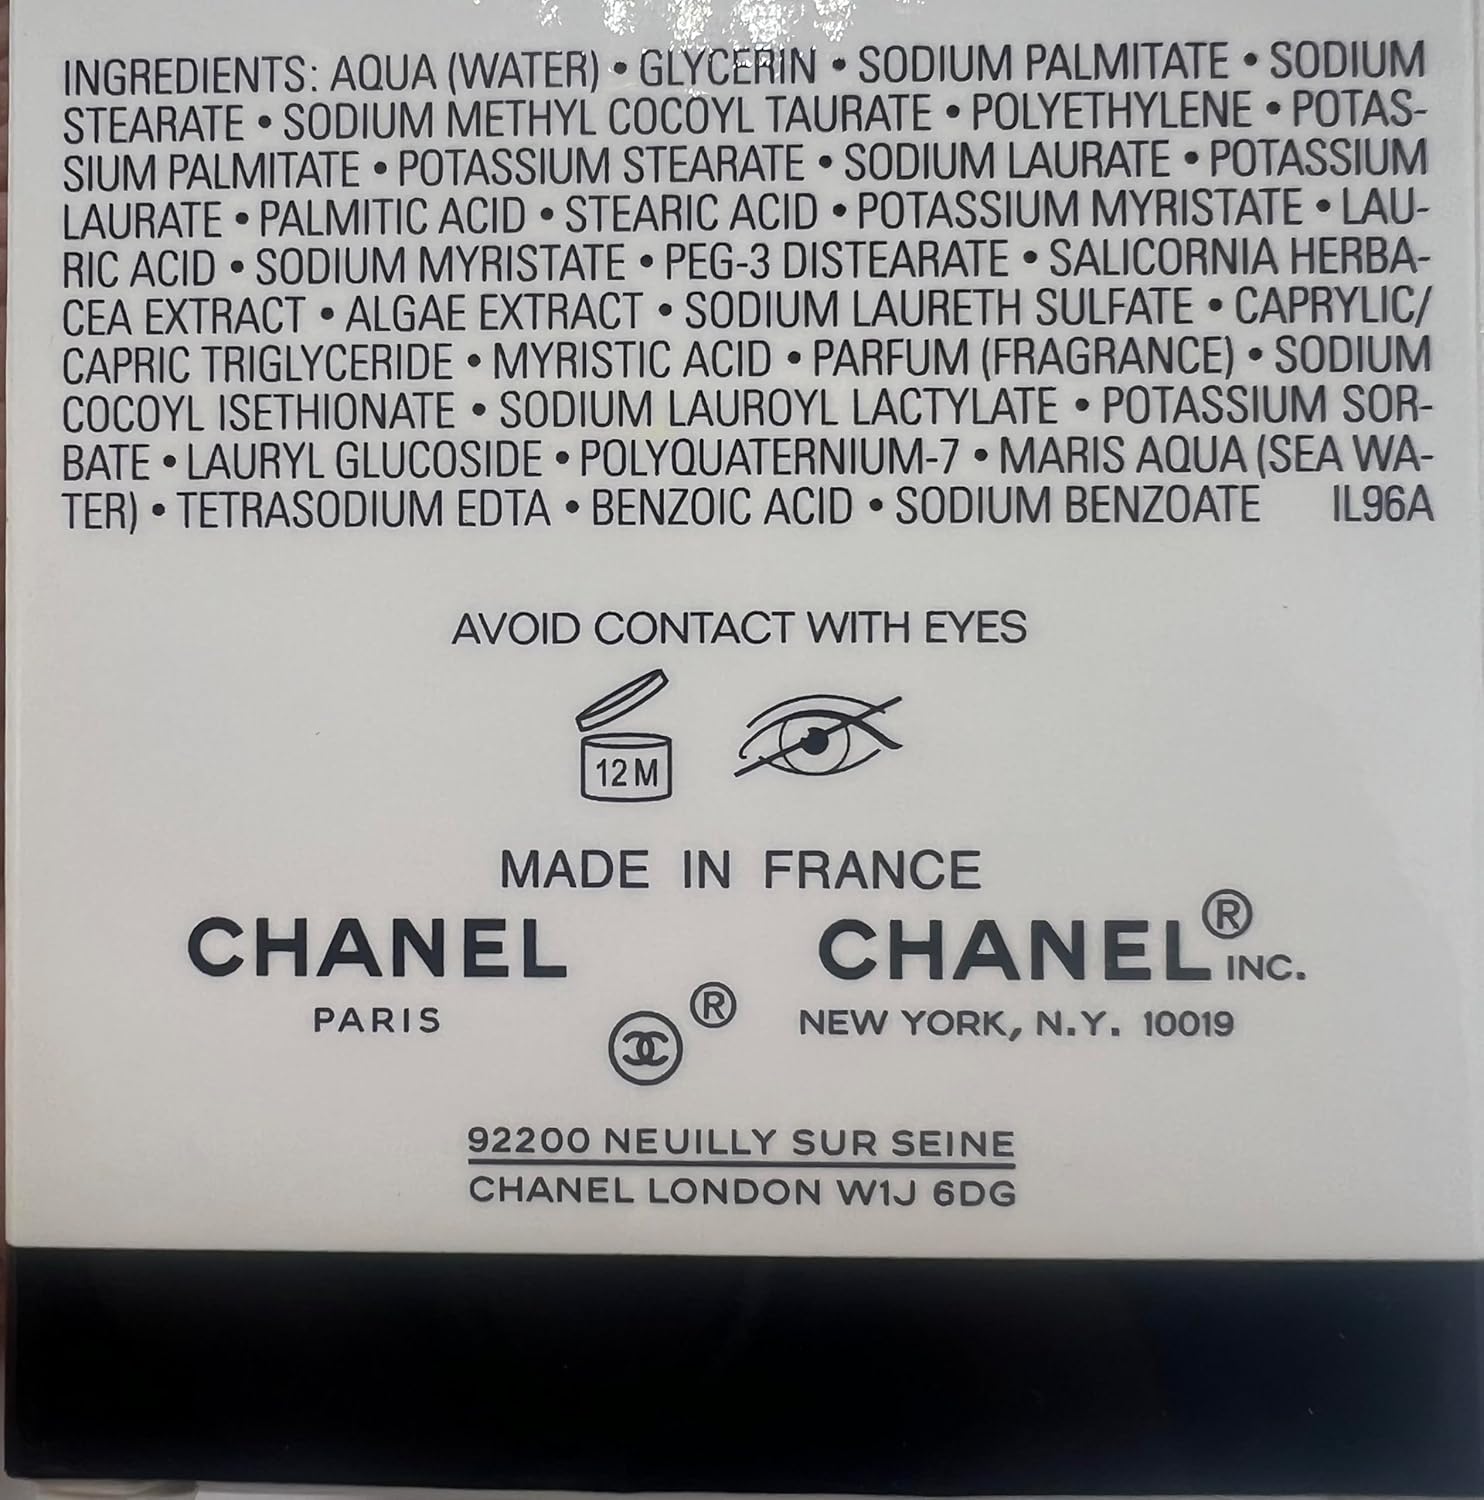 INGREDIENTS: AQUA (WATER) • GLYCERIN • SODIUM PALMITATE • SODIUM
STEARATE • SODIUM METHYL COCOYL TAURATE • POLYETHYLENE • POTAS-
SIUM PALMITATE • POTASSIUM STEARATE • SODIUM LAURATE • POTASSIUM
LAURATE • PALMITIC ACID • STEARIC ACID • POTASSIUM MYRISTATE • LAU-
RIC ACID • SODIUM MYRISTATE • PEG-3 DISTEARATE • SALICORNIA HERBA-
CEA EXTRACT • ALGAE EXTRACT • SODIUM LAURETH SULFATE • CAPRYLIC/
CAPRIC TRIGLYCERIDE • MYRISTIC ACID • PARFUM (FRAGRANCE) • SODIUM
COCOYL ISETHIONATE • SODIUM LAUROYL LACTYLATE • POTASSIUM SOR-
BATE • LAURYL GLUCOSIDE • POLYQUATERNIUM-7 • MARIS AQUA (SEA WA-
TER) • TETRASODIUM EDTA • BENZOIC ACID • SODIUM BENZOATE IL96A
AVOID CONTACT WITH EYES
12 M
MADE IN FRANCE
CHANEL
PARIS
CHANEL® INC.
NEW YORK, N.Y. 10019
®
92200 NEUILLY SUR SEINE
CHANEL LONDON W1J 6DG